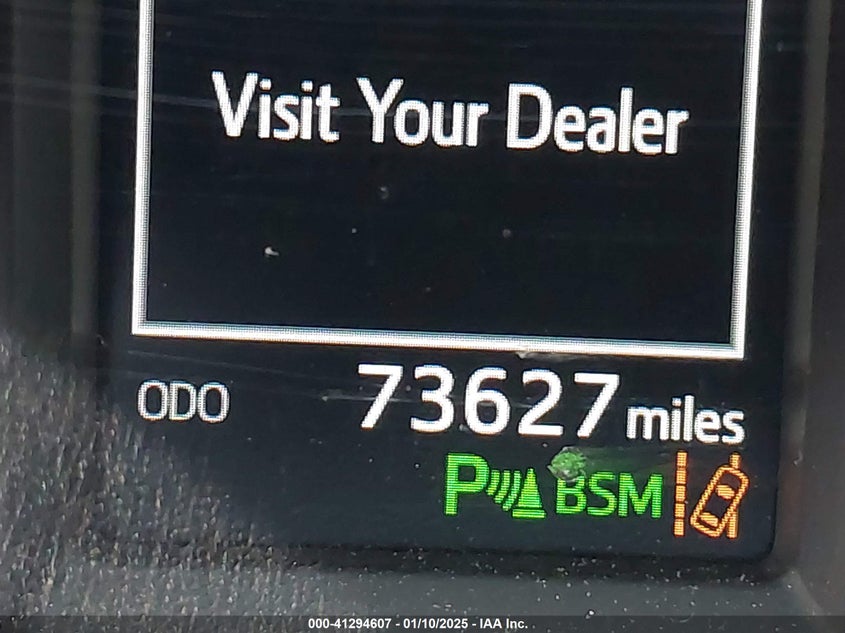 Visit Your Dealer
ODO 73627 miles
P BSM
000-41294607 - 01/10/2025 - IAA Inc.